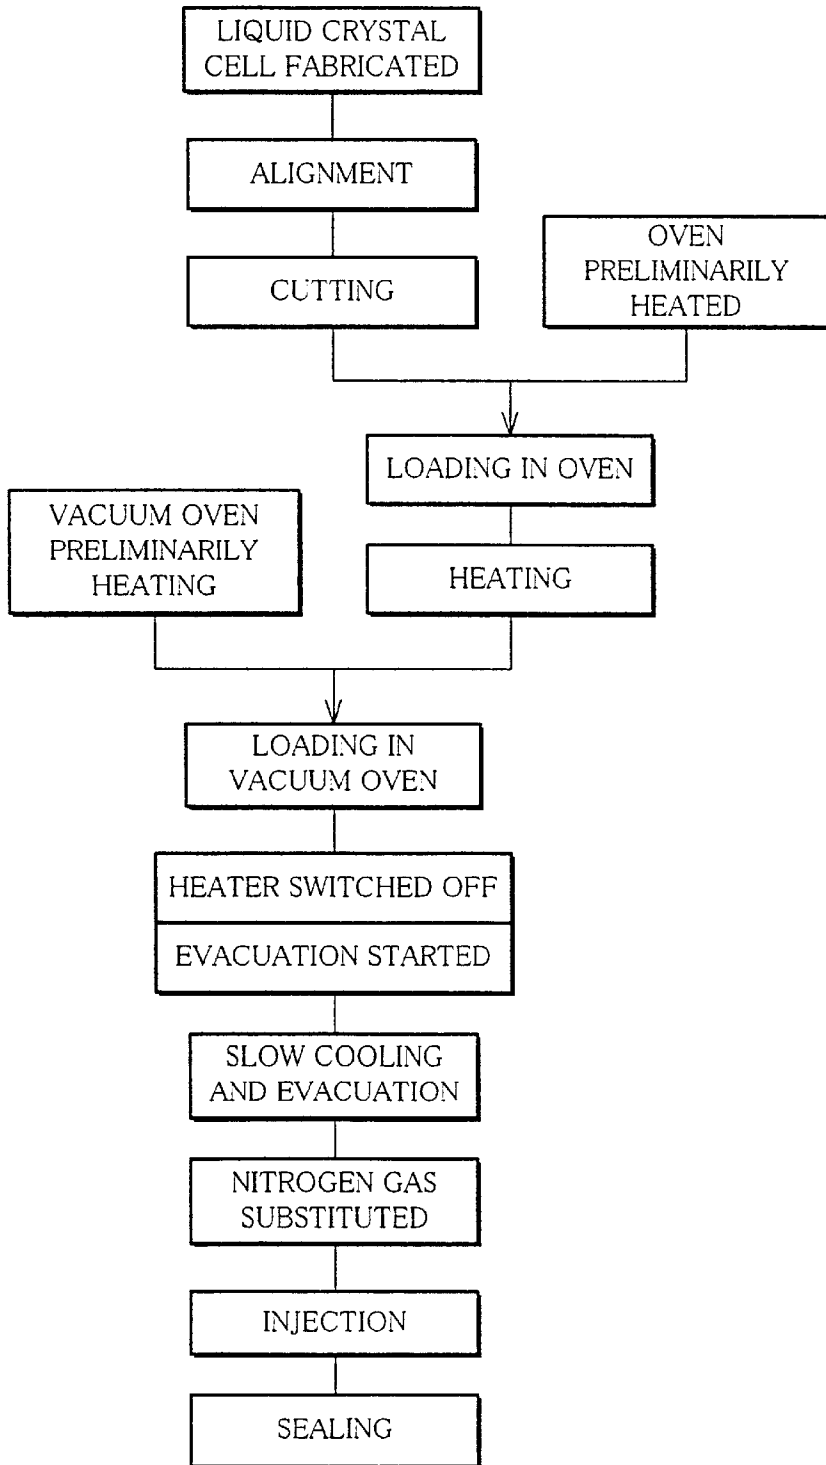 LIQUID CRYSTAL
CELL FABRICATED
ALIGNMENT
CUTTING
OVEN
PRELIMINARILY
HEATED
LOADING IN OVEN
VACUUM OVEN
PRELIMINARILY
HEATING
HEATING
LOADING IN
VACUUM OVEN
HEATER SWITCHED OFF
EVACUATION STARTED
SLOW COOLING
AND EVACUATION
NITROGEN GAS
SUBSTITUTED
INJECTION
SEALING